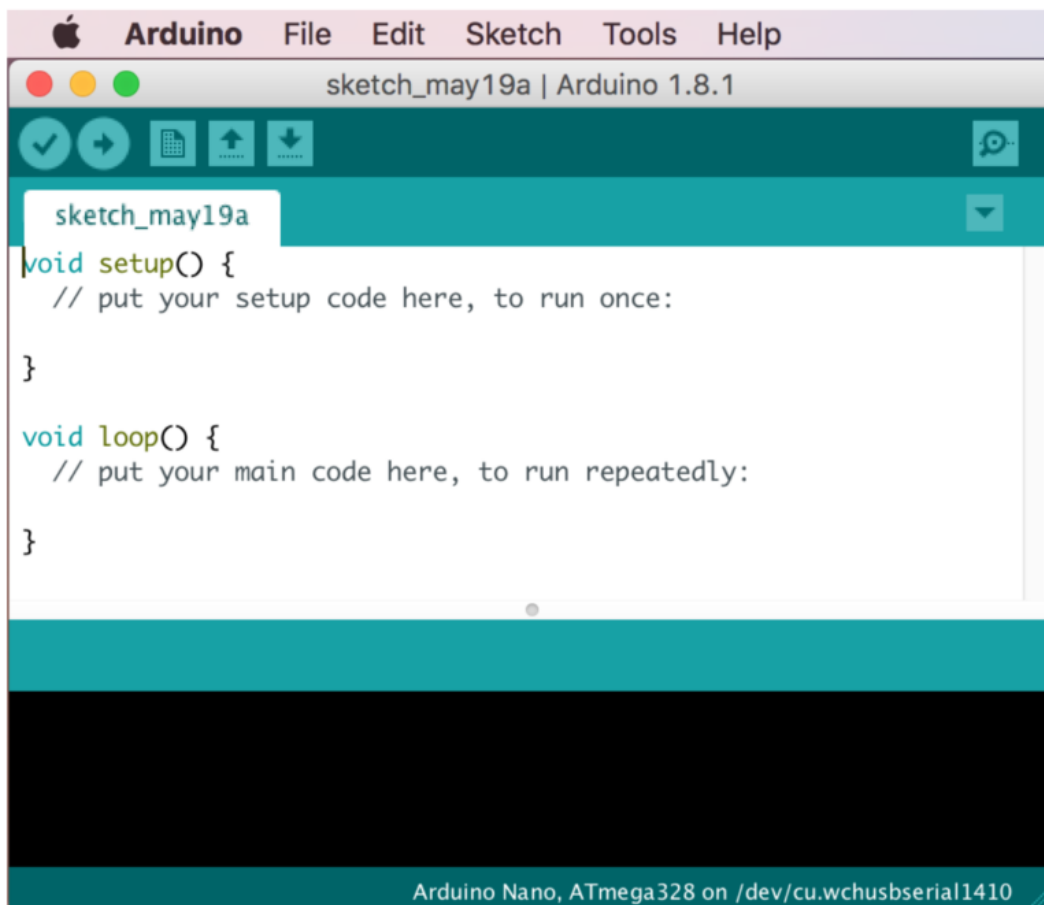 Arduino File Edit Sketch Tools Help
sketch_may19a | Arduino 1.8.1
sketch_may19a
void setup() {
  // put your setup code here, to run once:
}
void loop() {
  // put your main code here, to run repeatedly:
}
Arduino Nano, ATmega328 on /dev/cu.wchusbserial1410